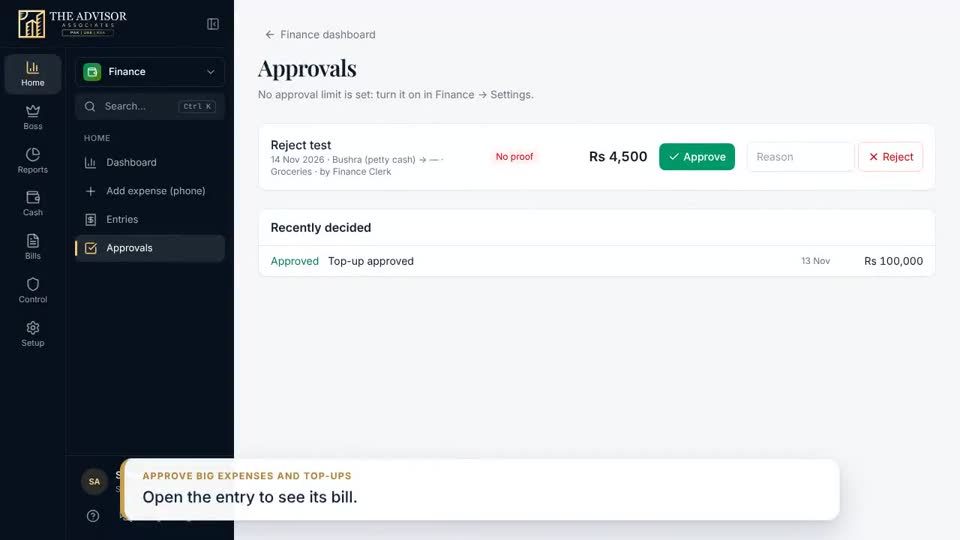 THE ADVISOR
ASSOCIATES
PAK | UAE | KSA
Home
Boss
Reports
Cash
Bills
Control
Setup
Finance
Search...
Ctrl K
HOME
Dashboard
Add expense (phone)
Entries
Approvals
SA
← Finance dashboard
Approvals
No approval limit is set: turn it on in Finance → Settings.
Reject test
14 Nov 2026 · Bushra (petty cash) → — ·
Groceries · by Finance Clerk
No proof
Rs 4,500
Approve
Reason
Reject
Recently decided
Approved Top-up approved 13 Nov Rs 100,000
APPROVE BIG EXPENSES AND TOP-UPS
Open the entry to see its bill.